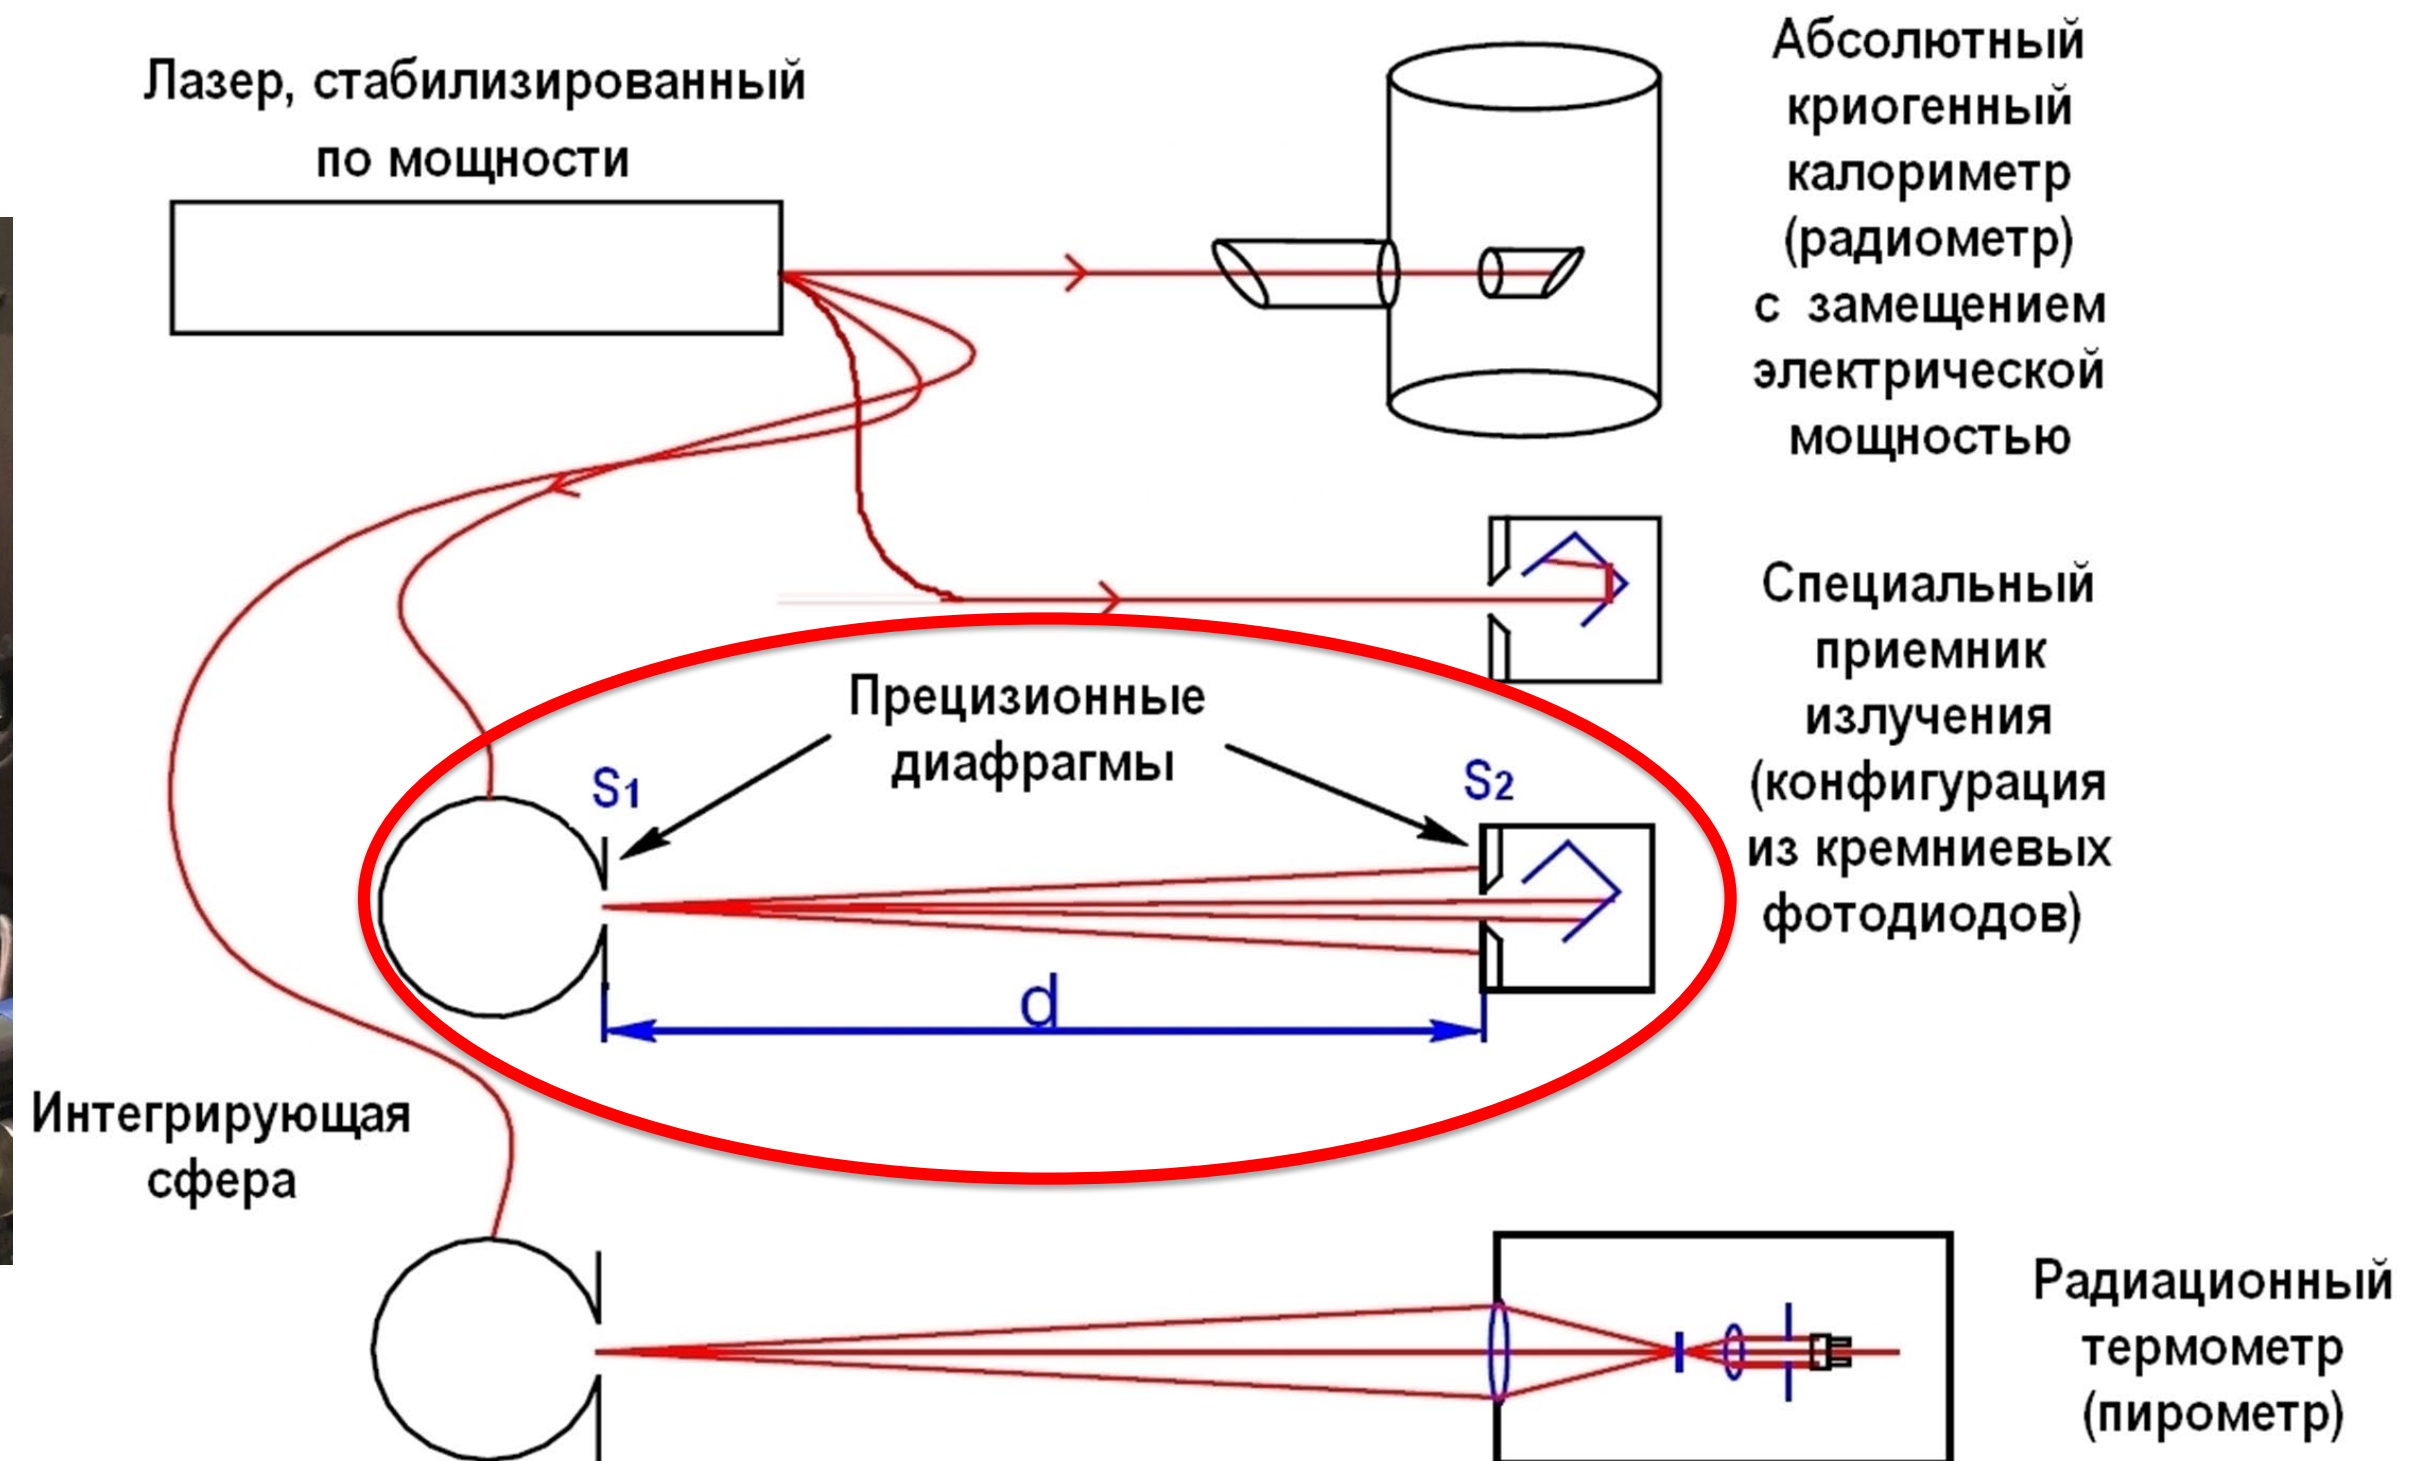 Лазер, стабилизированный
по мощности
Абсолютный
криогенный
калориметр
(радиометр)
с замещением
электрической
мощностью
Специальный
приемник
излучения
(конфигурация
из кремниевых
фотодиодов)
Прецизионные
диафрагмы
S1
S2
d
Интегрирующая
сфера
Радиационный
термометр
(пирометр)